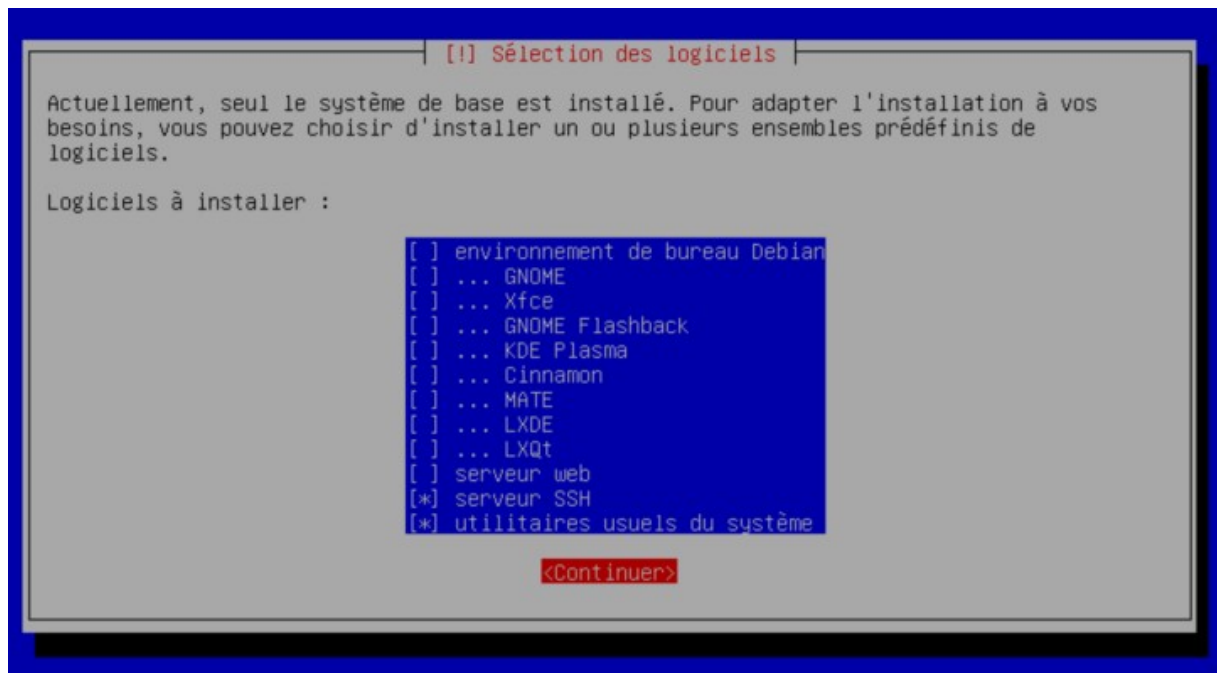 [!] Sélection des logiciels
Actuellement, seul le système de base est installé. Pour adapter l'installation à vos
besoins, vous pouvez choisir d'installer un ou plusieurs ensembles prédéfinis de
logiciels.
Logiciels à installer :
[ ] environnement de bureau Debian
[ ] ... GNOME
[ ] ... Xfce
[ ] ... GNOME Flashback
[ ] ... KDE Plasma
[ ] ... Cinnamon
[ ] ... MATE
[ ] ... LXDE
[ ] ... LXQt
[ ] serveur web
[*] serveur SSH
[*] utilitaires usuels du système
<Continuer>